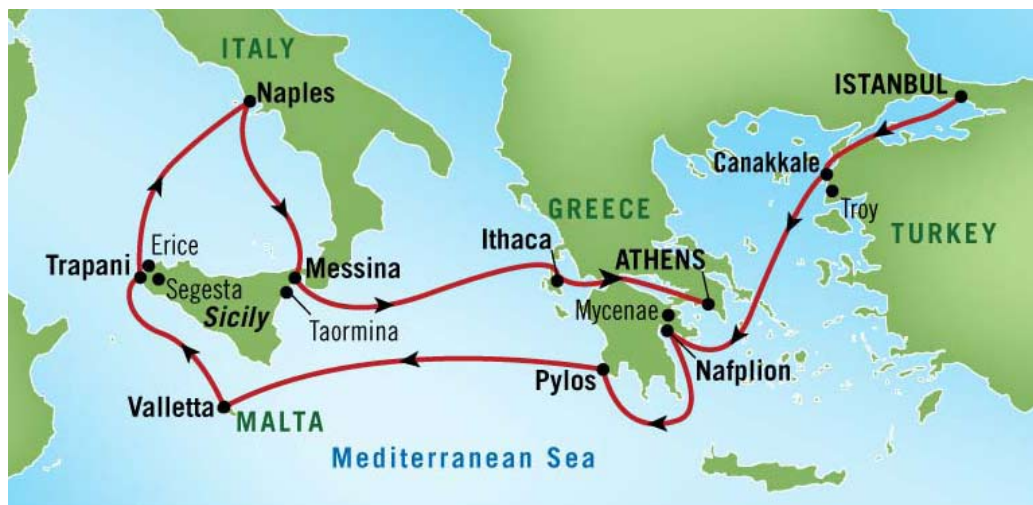 ITALY
Naples
ISTANBUL
Canakkale
Troy
TURKEY
GREECE
Ithaca
ATHENS
Mycenae
Nafplion
Pylos
Erice
Trapani
Segesta
Sicily
Messina
Taormina
Valletta
MALTA
Mediterranean Sea